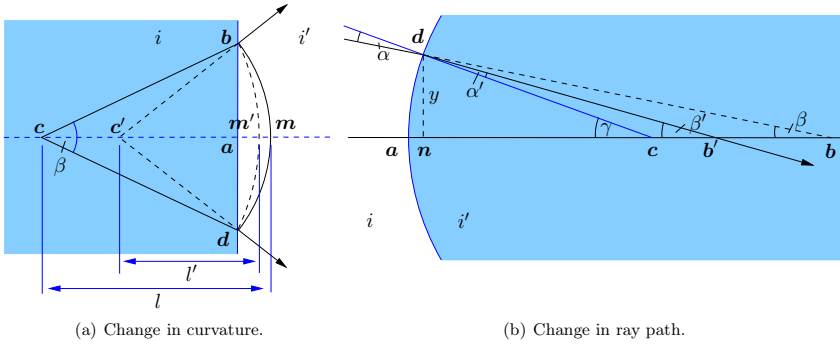 i
i′
b
c
c′
m′
m
a
β
d
l′
l
(a) Change in curvature.
d
α
α′
y
β′
β
γ
a
n
c
b′
b
i
i′
(b) Change in ray path.